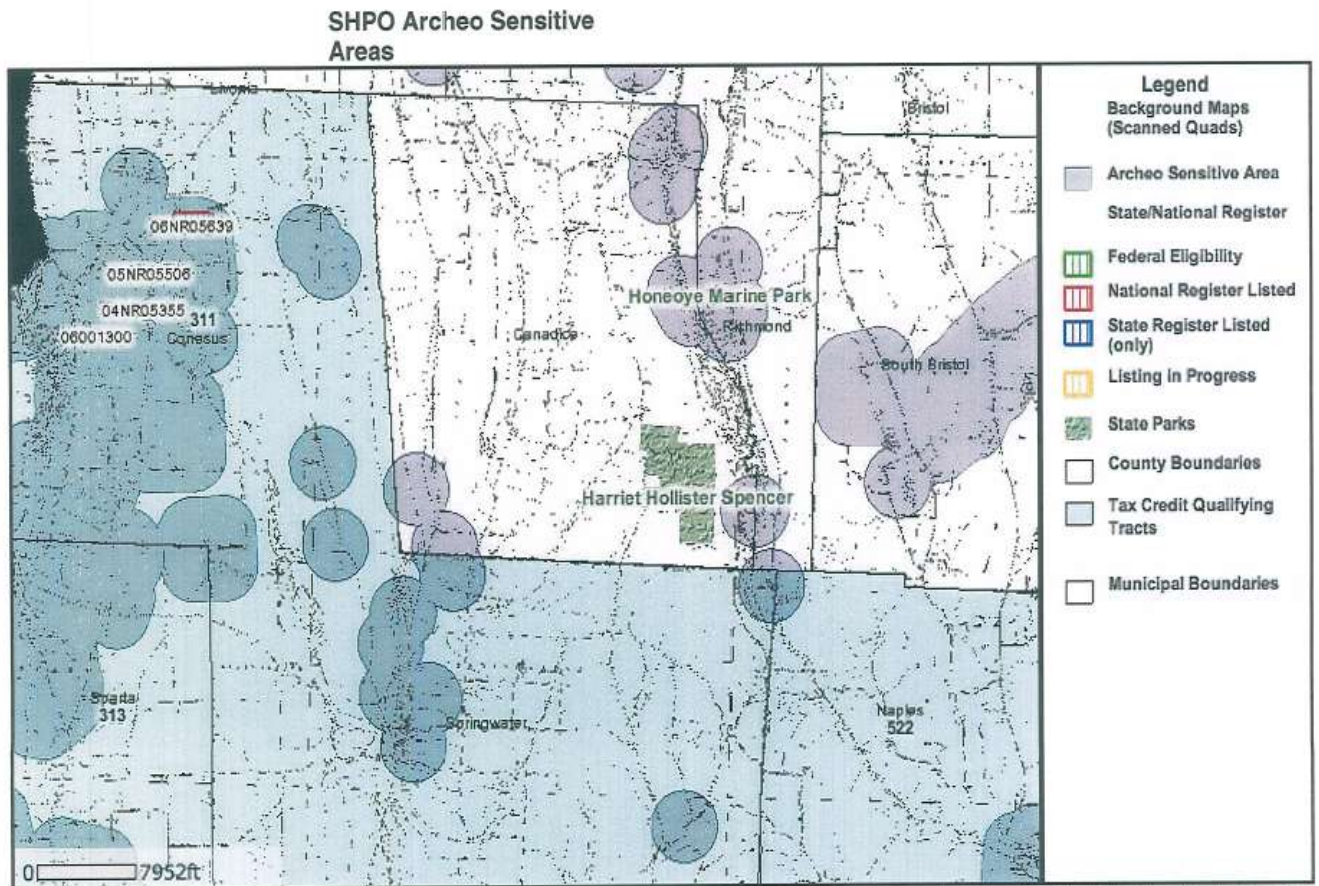 SHPO Archeo Sensitive
Areas
Livonia
Bristol
06NR05639
05NR05506
04NR05355
311
06001300
Conesus
Honeoye Marine Park
Canadice
Richmond
South Bristol
Harriet Hollister Spencer
Sparta
313
Springwater
Naples
522
0
7952ft
Legend
Background Maps
(Scanned Quads)
Archeo Sensitive Area
State/National Register
Federal Eligibility
National Register Listed
State Register Listed
(only)
Listing in Progress
State Parks
County Boundaries
Tax Credit Qualifying
Tracts
Municipal Boundaries